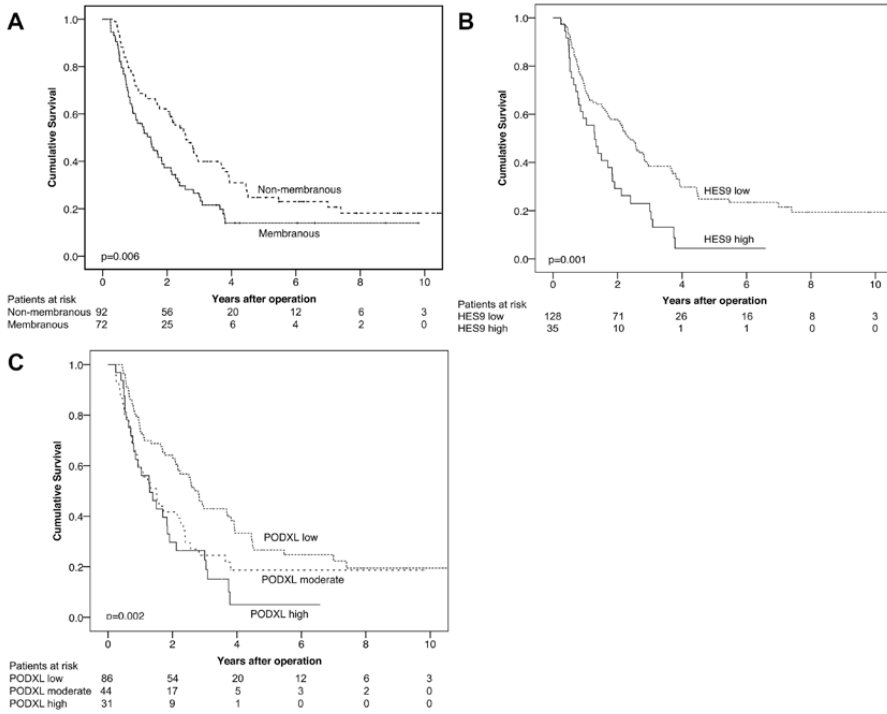 A
Cumulative Survival
1.0
0.8
0.6
0.4
0.2
0.0
Non-membranous
Membranous
p=0.006
0 2 4 6 8 10
Years after operation
Patients at risk
Non-membranous 92 56 20 12 6 3
Membranous 72 25 6 4 2 0
B
Cumulative Survival
1.0
0.8
0.6
0.4
0.2
0.0
HES9 low
HES9 high
p=0.001
0 2 4 6 8 10
Years after operation
Patients at risk
HES9 low 128 71 26 16 8 3
HES9 high 35 10 1 1 0 0
C
Cumulative Survival
1.0
0.8
0.6
0.4
0.2
0.0
PODXL low
PODXL moderate
PODXL high
p=0.002
0 2 4 6 8 10
Years after operation
Patients at risk
PODXL low 86 54 20 12 6 3
PODXL moderate 44 17 5 3 2 0
PODXL high 31 9 1 0 0 0